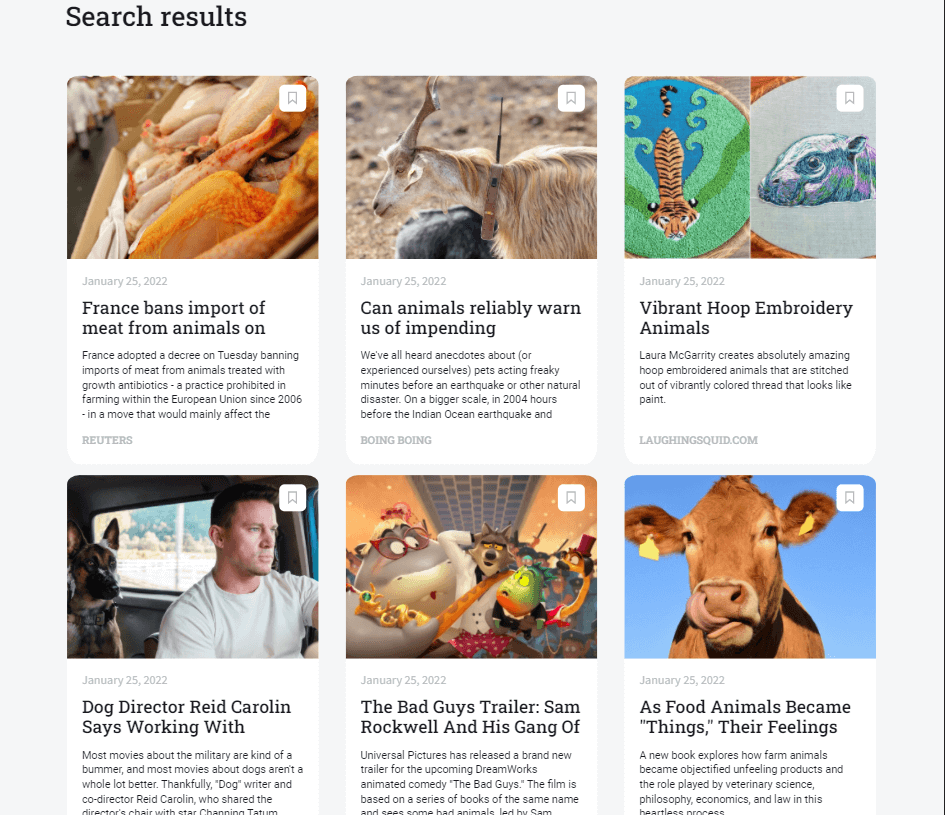 Search results
January 25, 2022
France bans import of
meat from animals on
France adopted a decree on Tuesday banning
imports of meat from animals treated with
growth antibiotics - a practice prohibited in
farming within the European Union since 2006
- in a move that would mainly affect the
REUTERS
January 25, 2022
Can animals reliably warn
us of impending
We've all heard anecdotes about (or
experienced ourselves) pets acting freaky
minutes before an earthquake or other natural
disaster. On a bigger scale, in 2004 hours
before the Indian Ocean earthquake and
BOING BOING
January 25, 2022
Vibrant Hoop Embroidery
Animals
Laura McGarrity creates absolutely amazing
hoop embroidered animals that are stitched
out of vibrantly colored thread that looks like
paint.
LAUGHINGSQUID.COM
January 25, 2022
Dog Director Reid Carolin
Says Working With
Most movies about the military are kind of a
bummer, and most movies about dogs aren't a
whole lot better. Thankfully, "Dog" writer and
co-director Reid Carolin, who shared the
director's chair with star Channing Tatum
January 25, 2022
The Bad Guys Trailer: Sam
Rockwell And His Gang Of
Universal Pictures has released a brand new
trailer for the upcoming DreamWorks
animated comedy "The Bad Guys." The film is
based on a series of books of the same name
and sees some bad animals, led by Sam
January 25, 2022
As Food Animals Became
"Things," Their Feelings
A new book explores how farm animals
became objectified unfeeling products and
the role played by veterinary science,
philosophy, economics, and law in this
heartless process.